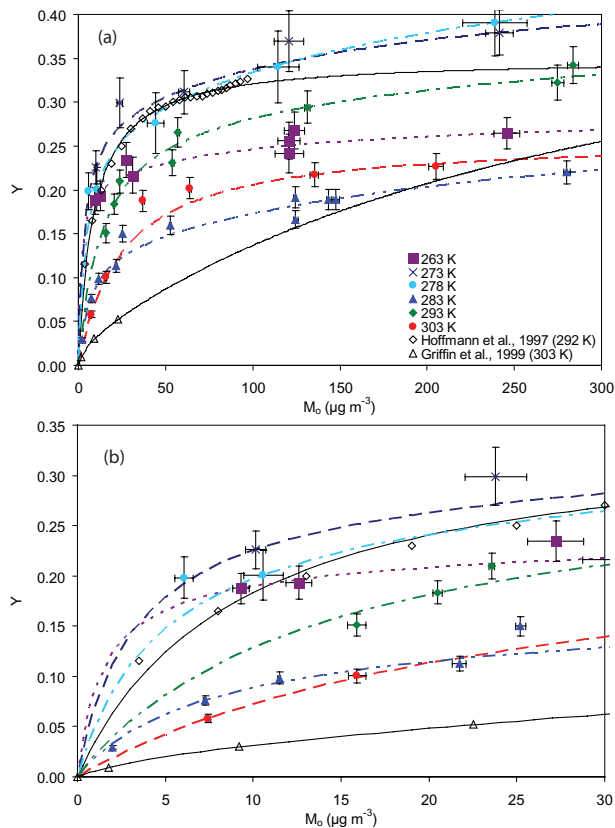 (a)
0.40
0.35
0.30
0.25
0.20
0.15
0.10
0.05
0.00
Y
263 K
273 K
278 K
283 K
293 K
303 K
Hoffmann et al., 1997 (292 K)
Griffin et al., 1999 (303 K)
0 50 100 150 200 250 300
Mo (µg m-3)
(b)
0.35
0.30
0.25
0.20
0.15
0.10
0.05
0.00
Y
0 5 10 15 20 25 30
Mo (µg m-3)